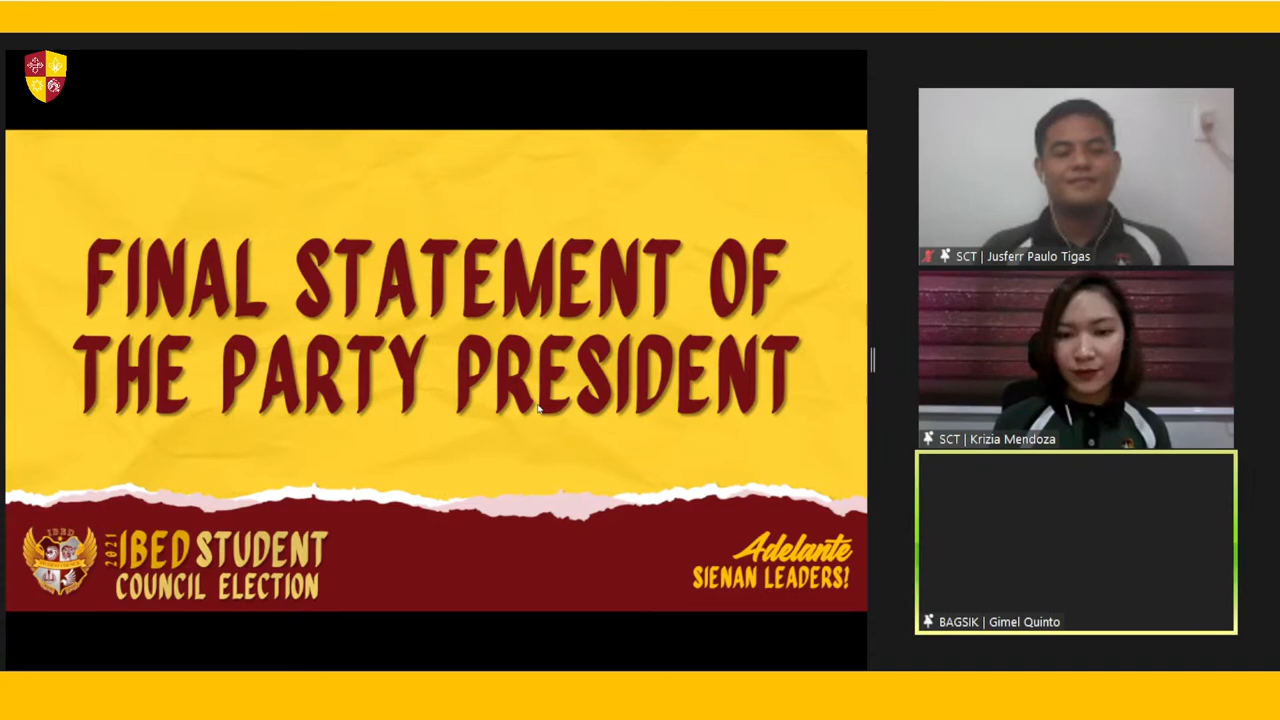 FINAL STATEMENT OF
THE PARTY PRESIDENT
IBED
2021 IBED STUDENT
COUNCIL ELECTION
Adelante
SIENAN LEADERS!
SCT | Jusferr Paulo Tigas
SCT | Krizia Mendoza
BAGSIK | Gimel Quinto